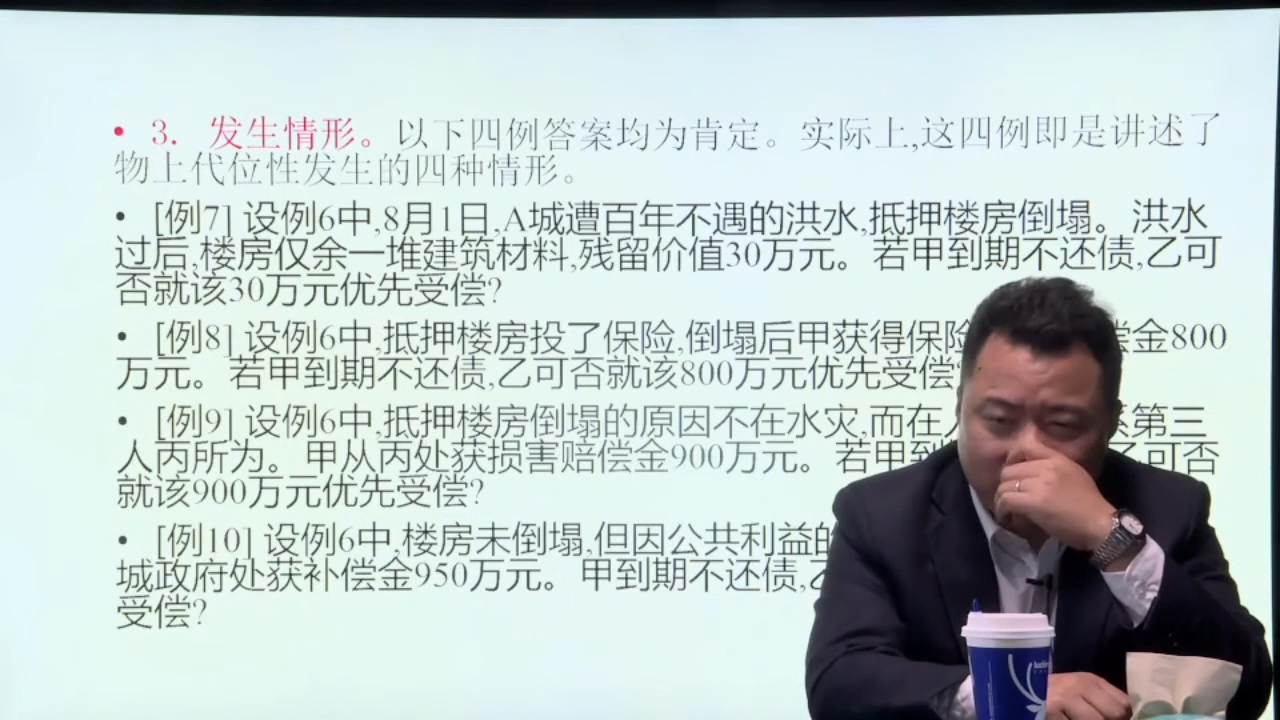 • 3. 发生情形。以下四例答案均为肯定。实际上,这四例即是讲述了
物上代位性发生的四种情形。
• [例7] 设例6中,8月1日,A城遭百年不遇的洪水,抵押楼房倒塌。洪水
过后,楼房仅余一堆建筑材料,残留价值30万元。若甲到期不还债,乙可
否就该30万元优先受偿?
• [例8] 设例6中,抵押楼房投了保险,倒塌后甲获得保险 金800
万元。若甲到期不还债,乙可否就该800万元优先受偿
• [例9] 设例6中,抵押楼房倒塌的原因不在水灾,而在人 系第三
人丙所为。甲从丙处获损害赔偿金900万元。若甲到 乙可否
就该900万元优先受偿?
• [例10] 设例6中,楼房未倒塌,但因公共利益的
城政府处获补偿金950万元。甲到期不还债,乙
受偿?
luckin